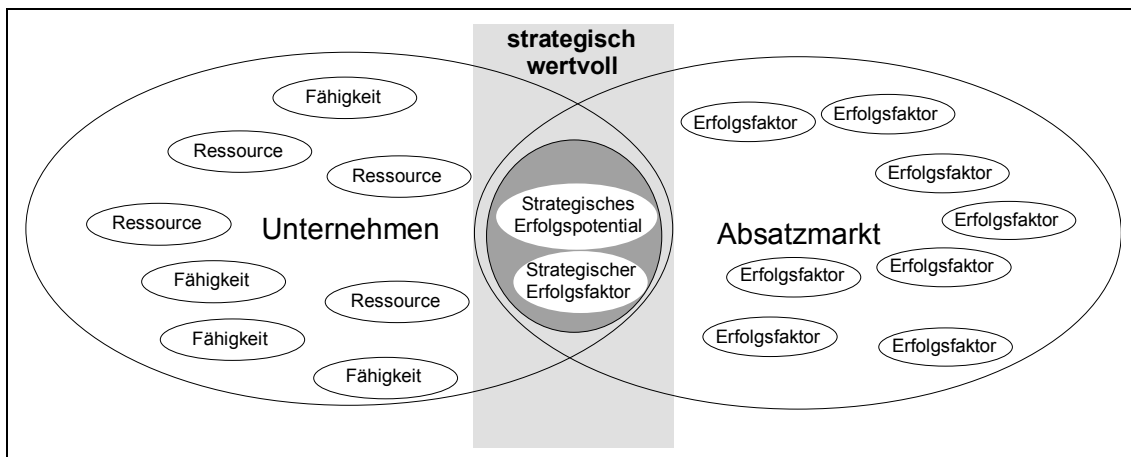 strategisch
wertvoll
Fähigkeit
Ressource
Ressource
Ressource
Unternehmen
Fähigkeit
Ressource
Fähigkeit
Fähigkeit
Strategisches
Erfolgspotential
Strategischer
Erfolgsfaktor
Erfolgsfaktor
Erfolgsfaktor
Erfolgsfaktor
Erfolgsfaktor
Absatzmarkt
Erfolgsfaktor
Erfolgsfaktor
Erfolgsfaktor
Erfolgsfaktor